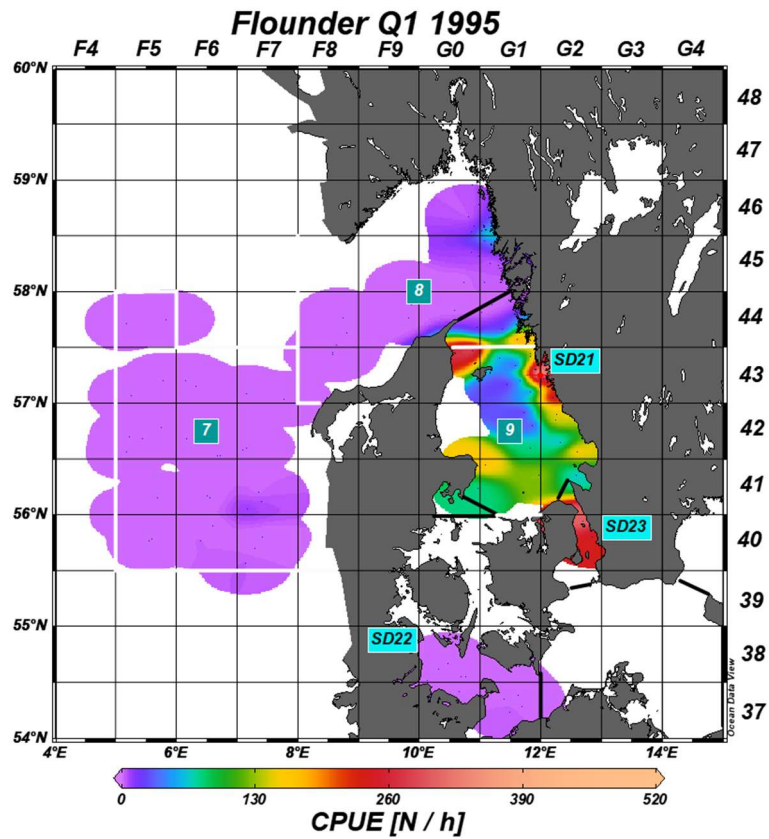 Flounder Q1 1995
F4 F5 F6 F7 F8 F9 G0 G1 G2 G3 G4
60°N
48
47
59°N
46
45
58°N
8
44
SD21
43
57°N
7
9
42
41
56°N
SD23
40
39
55°N
SD22
38
37
54°N
Ocean Data View
4°E 6°E 8°E 10°E 12°E 14°E
0 130 260 390 520
CPUE [N / h]